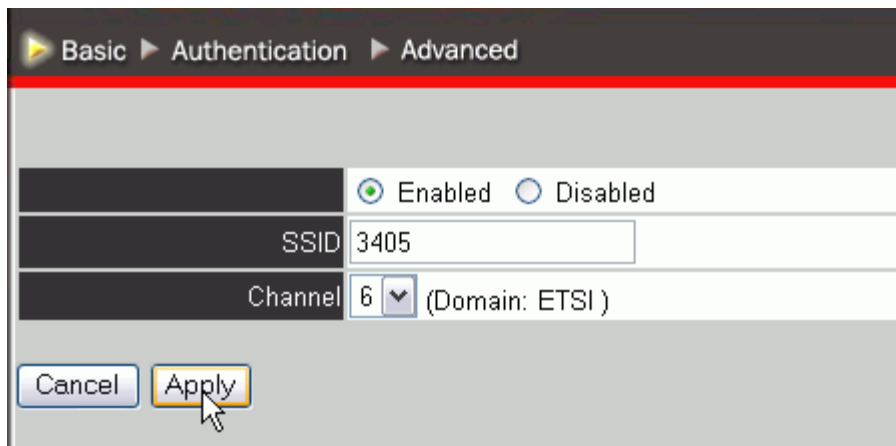 Basic Authentication Advanced
Enabled Disabled
SSID 3405
Channel 6 (Domain: ETSI )
Cancel Apply